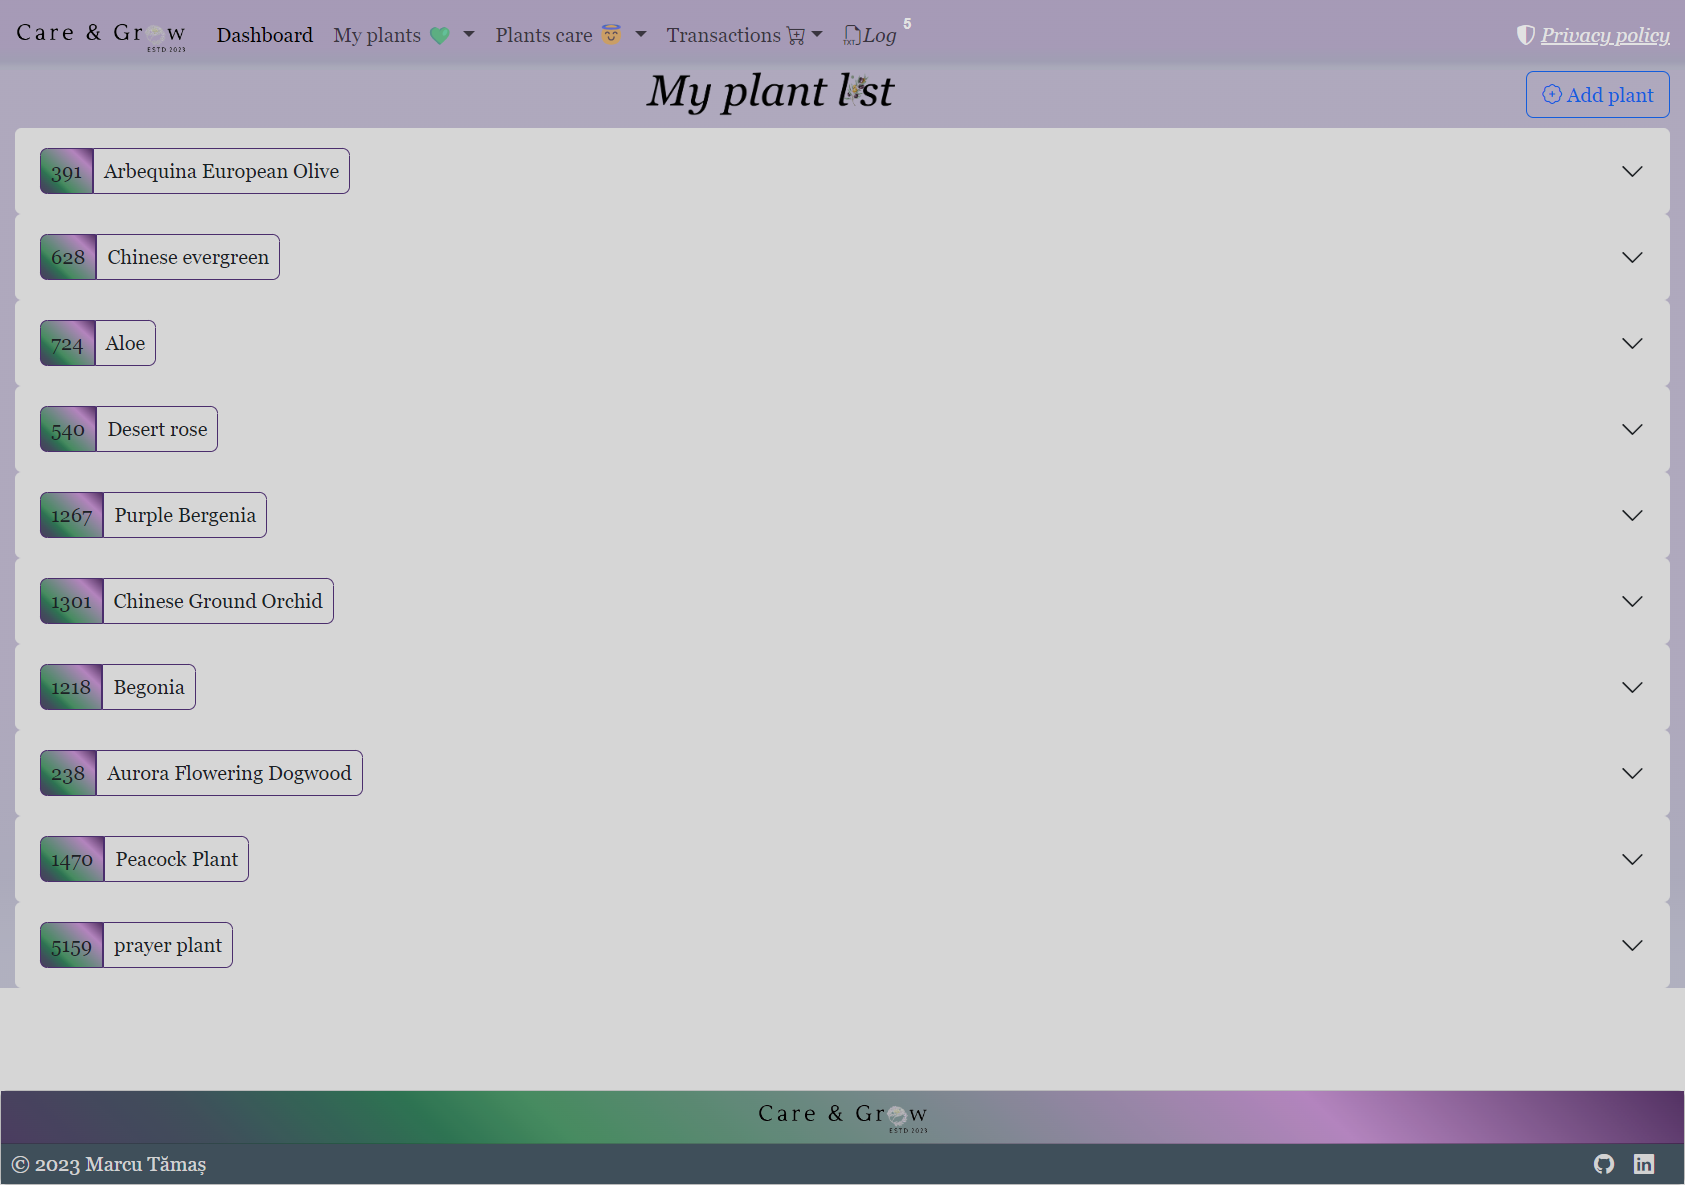 Care & Grow
ESTD 2023
Dashboard
My plants
Plants care
Transactions
TXT
Log
5
Privacy policy
My plant list
Add plant
391 Arbequina European Olive
628 Chinese evergreen
724 Aloe
540 Desert rose
1267 Purple Bergenia
1301 Chinese Ground Orchid
1218 Begonia
238 Aurora Flowering Dogwood
1470 Peacock Plant
5159 prayer plant
Care & Grow
ESTD 2023
© 2023 Marcu Tămaș
in